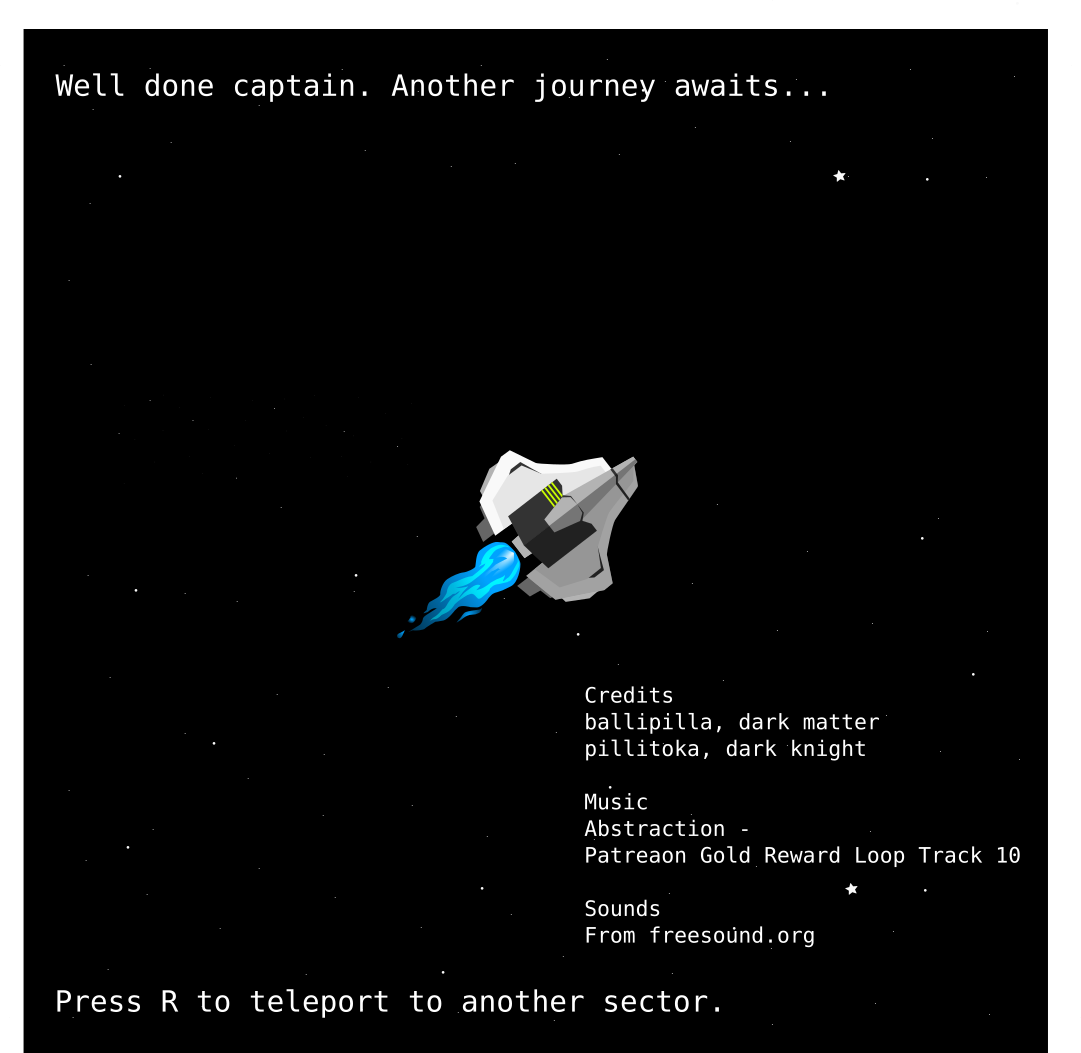 Well done captain. Another journey awaits...
Credits
ballipilla, dark matter
pillitoka, dark knight
Music
Abstraction -
Patreaon Gold Reward Loop Track 10
Sounds
From freesound.org
Press R to teleport to another sector.